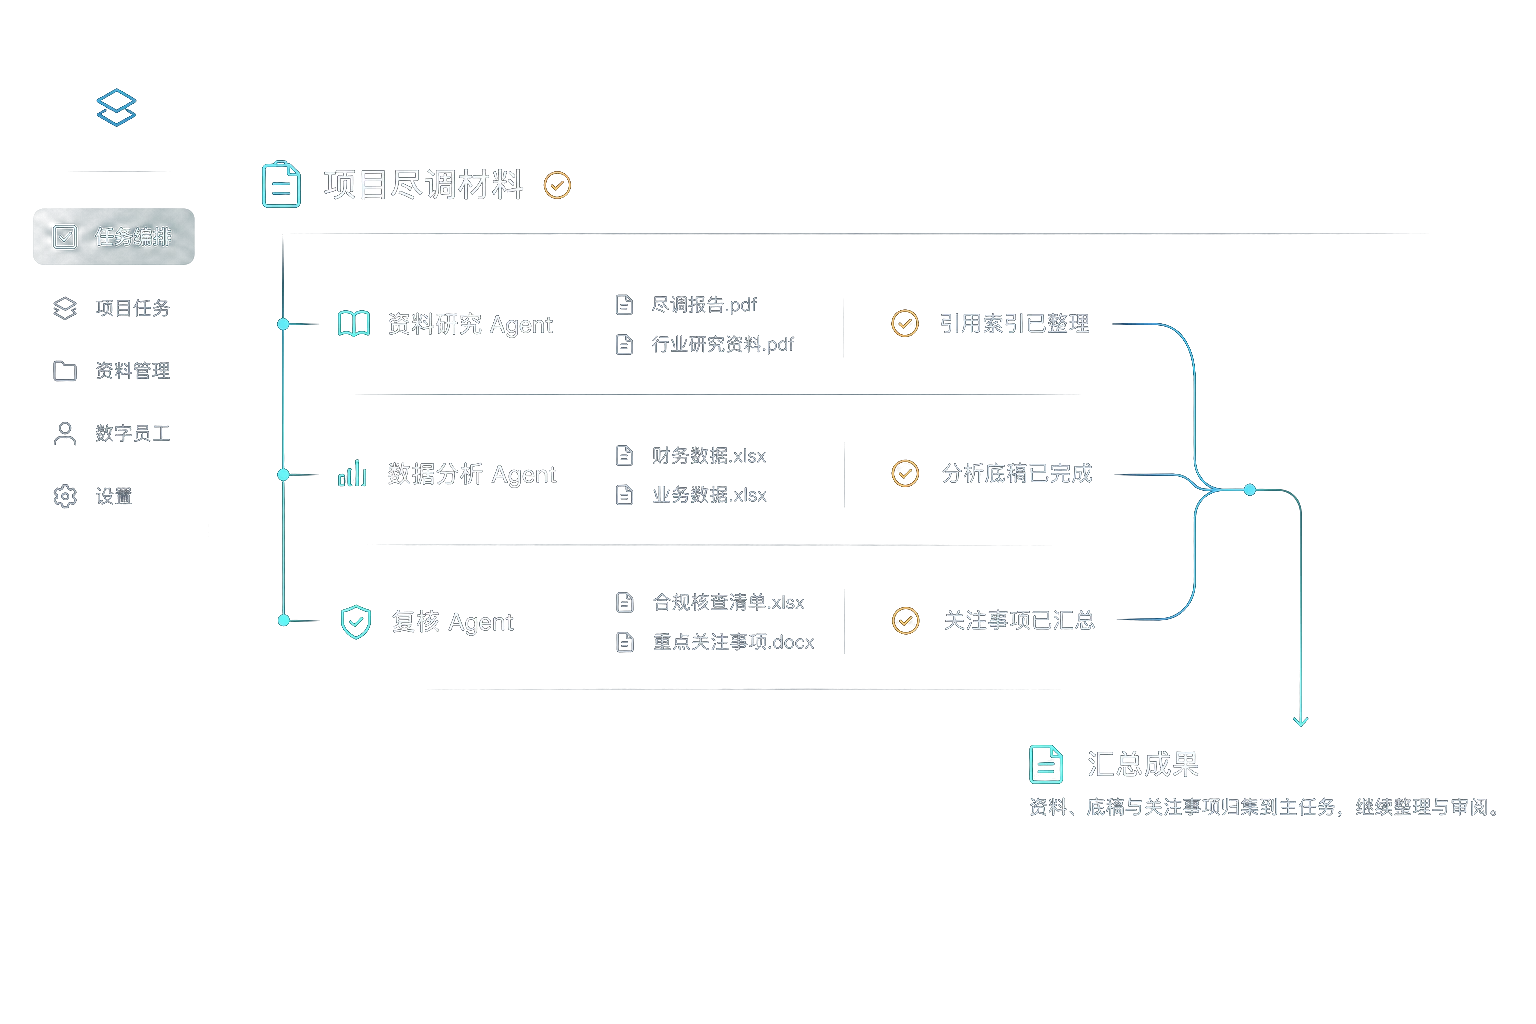 任务编排
项目任务
资料管理
数字员工
设置
项目尽调材料
资料研究 Agent
尽调报告.pdf
行业研究资料.pdf
引用索引已整理
数据分析 Agent
财务数据.xlsx
业务数据.xlsx
分析底稿已完成
复核 Agent
合规核查清单.xlsx
重点关注事项.docx
关注事项已汇总
汇总成果
资料、底稿与关注事项归集到主任务，继续整理与审阅。